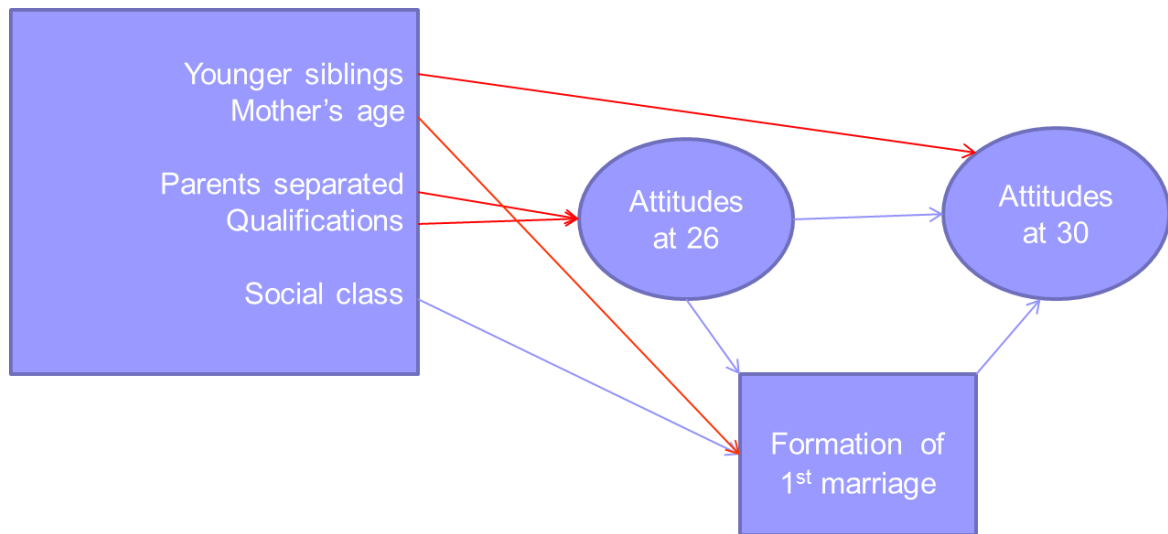 Younger siblings
Mother’s age
Parents separated
Qualifications
Social class
Attitudes
at 26
Attitudes
at 30
Formation of
1st marriage